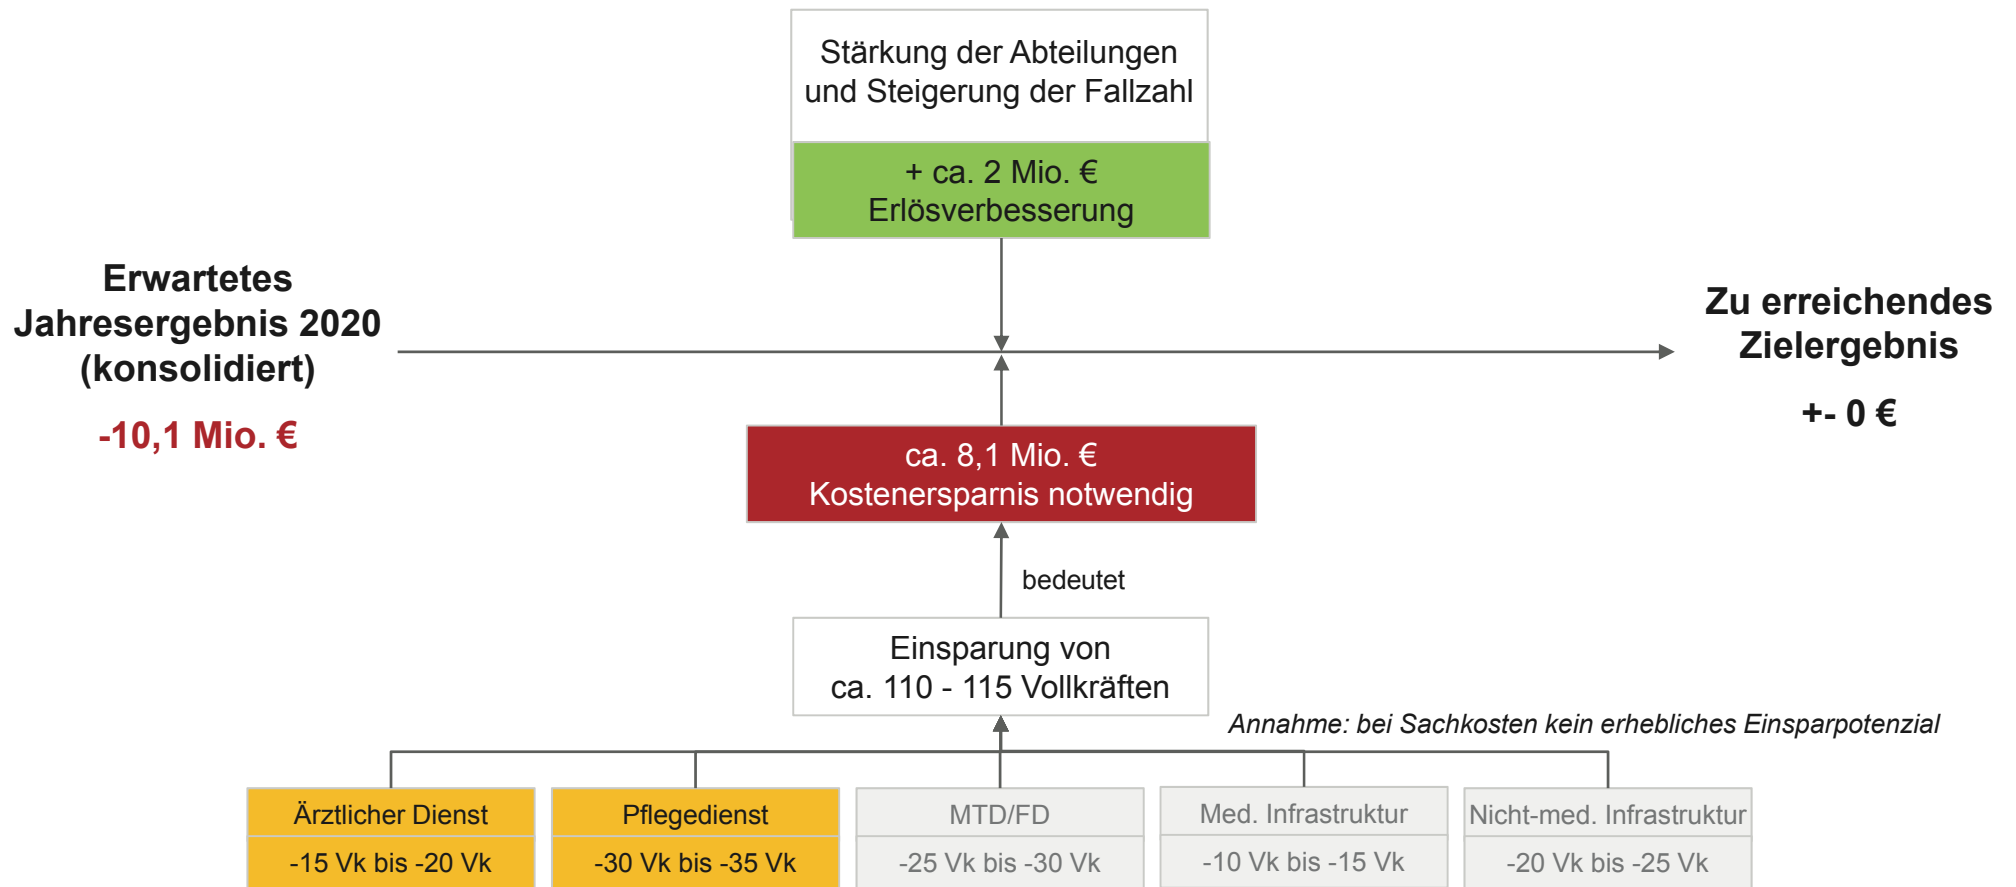 Stärkung der Abteilungen
und Steigerung der Fallzahl
+ ca. 2 Mio. €
Erlösverbesserung
Erwartetes
Jahresergebnis 2020
(konsolidiert)
-10,1 Mio. €
Zu erreichendes
Zielergebnis
+- 0 €
ca. 8,1 Mio. €
Kostenersparnis notwendig
bedeutet
Einsparung von
ca. 110 - 115 Vollkräften
Annahme: bei Sachkosten kein erhebliches Einsparpotenzial
Ärztlicher Dienst
-15 Vk bis -20 Vk
Pflegedienst
-30 Vk bis -35 Vk
MTD/FD
-25 Vk bis -30 Vk
Med. Infrastruktur
-10 Vk bis -15 Vk
Nicht-med. Infrastruktur
-20 Vk bis -25 Vk